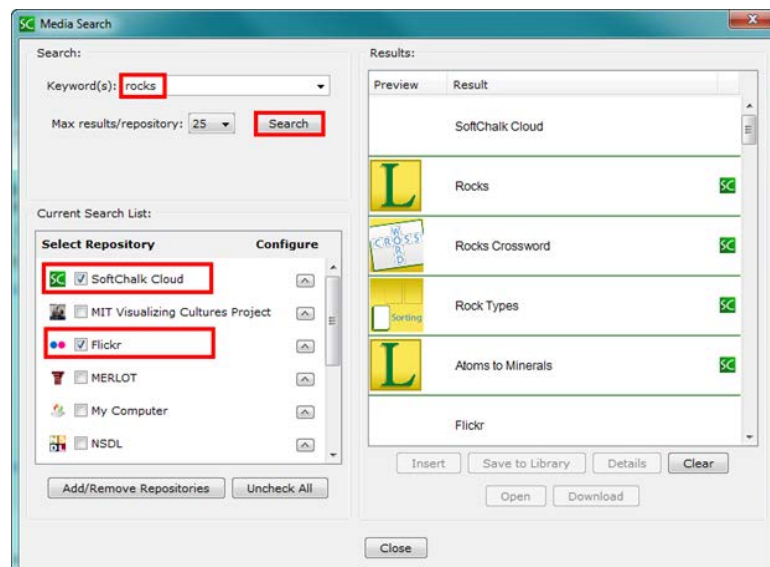 SC Media Search
Search:
Keyword(s): rocks
Max results/repository: 25 Search
Current Search List:
Select Repository Configure
SC SoftChalk Cloud
MIT Visualizing Cultures Project
Flickr
MERLOT
My Computer
NSDL
Add/Remove Repositories Uncheck All
Results:
Preview Result
SoftChalk Cloud
L Rocks SC
CROSS WORD Rocks Crossword SC
Sorting Rock Types SC
L Atoms to Minerals SC
Flickr
Insert Save to Library Details Clear
Open Download
Close